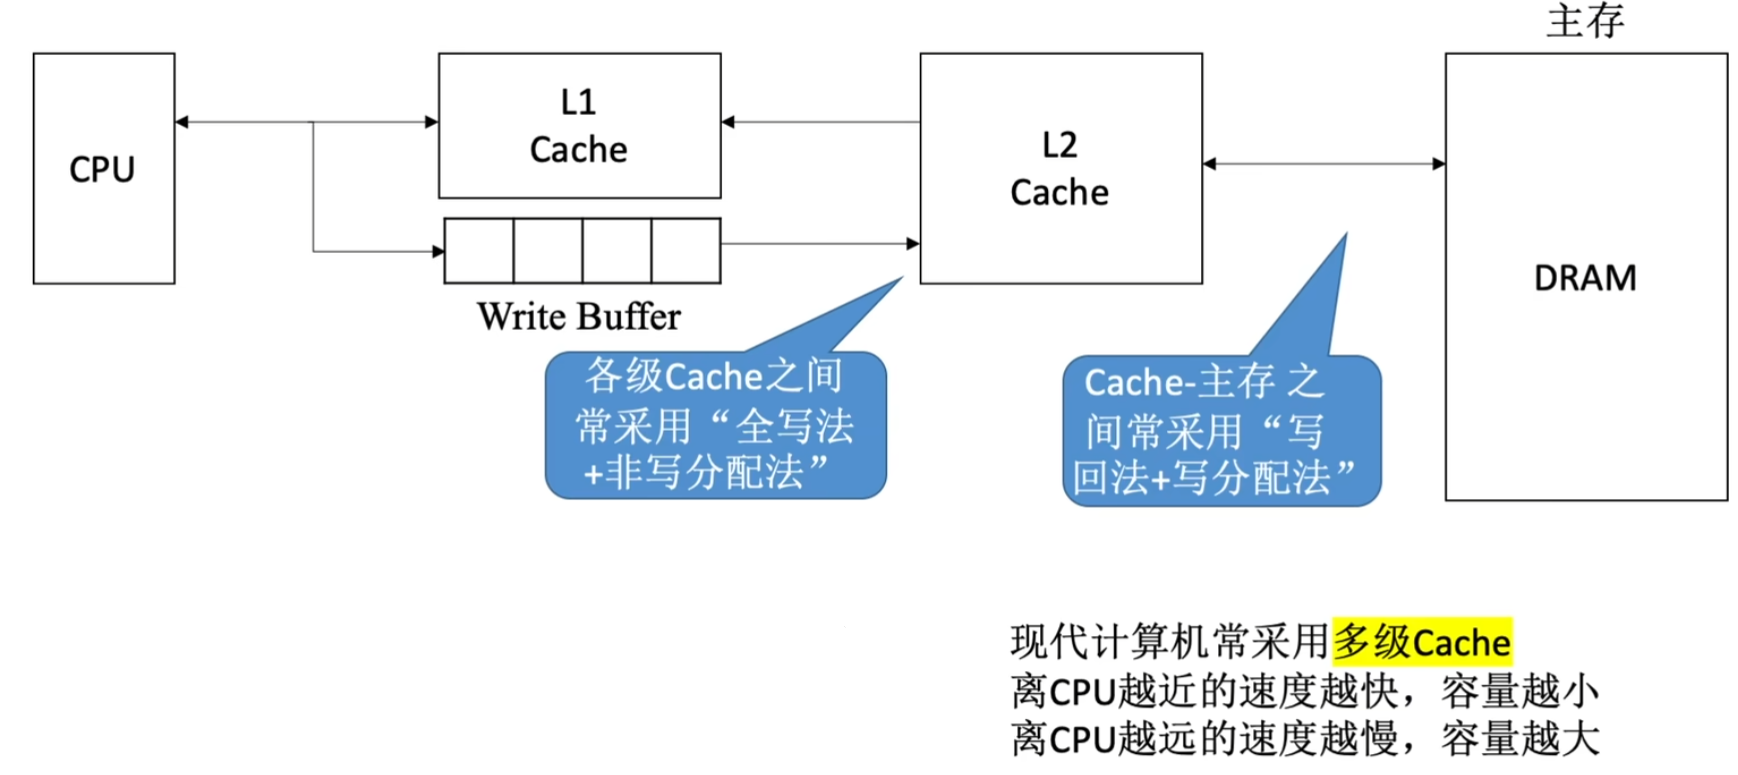 主存
CPU
L1
Cache
L2
Cache
DRAM
Write Buffer
各级Cache之间
常采用“全写法
+非写分配法”
Cache-主存 之
间常采用“写
回法+写分配法”
现代计算机常采用多级Cache
离CPU越近的速度越快，容量越小
离CPU越远的速度越慢，容量越大